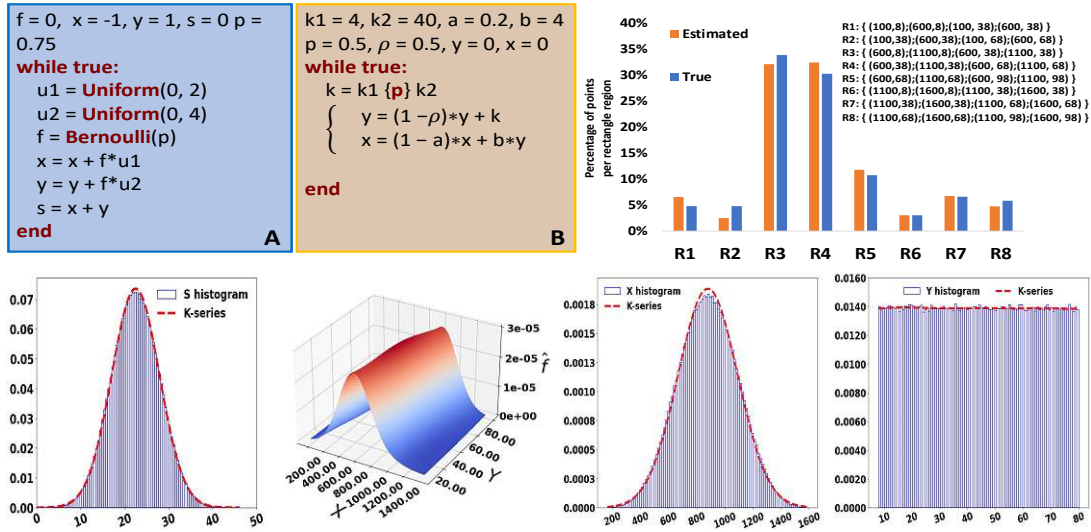 f = 0, x = -1, y = 1, s = 0 p =
0.75
while true:
u1 = Uniform(0, 2)
u2 = Uniform(0, 4)
f = Bernoulli(p)
x = x + f*u1
y = y + f*u2
s = x + y
end
A
k1 = 4, k2 = 40, a = 0.2, b = 4
p = 0.5, ρ = 0.5, y = 0, x = 0
while true:
k = k1 {p} k2
y = (1 −ρ)*y + k
x = (1 − a)*x + b*y
end
B
Percentage of points
per rectangle region
40%
35%
30%
25%
20%
15%
10%
5%
0%
Estimated
True
R1 R2 R3 R4 R5 R6 R7 R8
R1: { (100,8);(600,8);(100, 38);(600, 38) }
R2: { (100,38);(600,38);(100, 68);(600, 68) }
R3: { (600,8);(1100,8);(600, 38);(1100, 38) }
R4: { (600,38);(1100,38);(600, 68);(1100, 68) }
R5: { (600,68);(1100,68);(600, 98);(1100, 98) }
R6: { (1100,8);(1600,8);(1100, 38);(1600, 38) }
R7: { (1100,38);(1600,38);(1100, 68);(1600, 68) }
R8: { (1100,68);(1600,68);(1100, 98);(1600, 98) }
S histogram
K-series
0.07
0.06
0.05
0.04
0.03
0.02
0.01
0.00
0 10 20 30 40 50
3e-05
2e-05
1e-05
0e+00
f̂
80.00
60.00
40.00
20.00
Y
200.00
400.00
600.00
800.00
1000.00
1200.00
1400.00
X
X histogram
K-series
0.0018
0.0015
0.0013
0.0010
0.0008
0.0005
0.0003
0.0000
200 400 600 800 1000 1200 1400 1600
Y histogram
K-series
0.0160
0.0140
0.0120
0.0100
0.0080
0.0060
0.0040
0.0020
0.0000
10 20 30 40 50 60 70 80